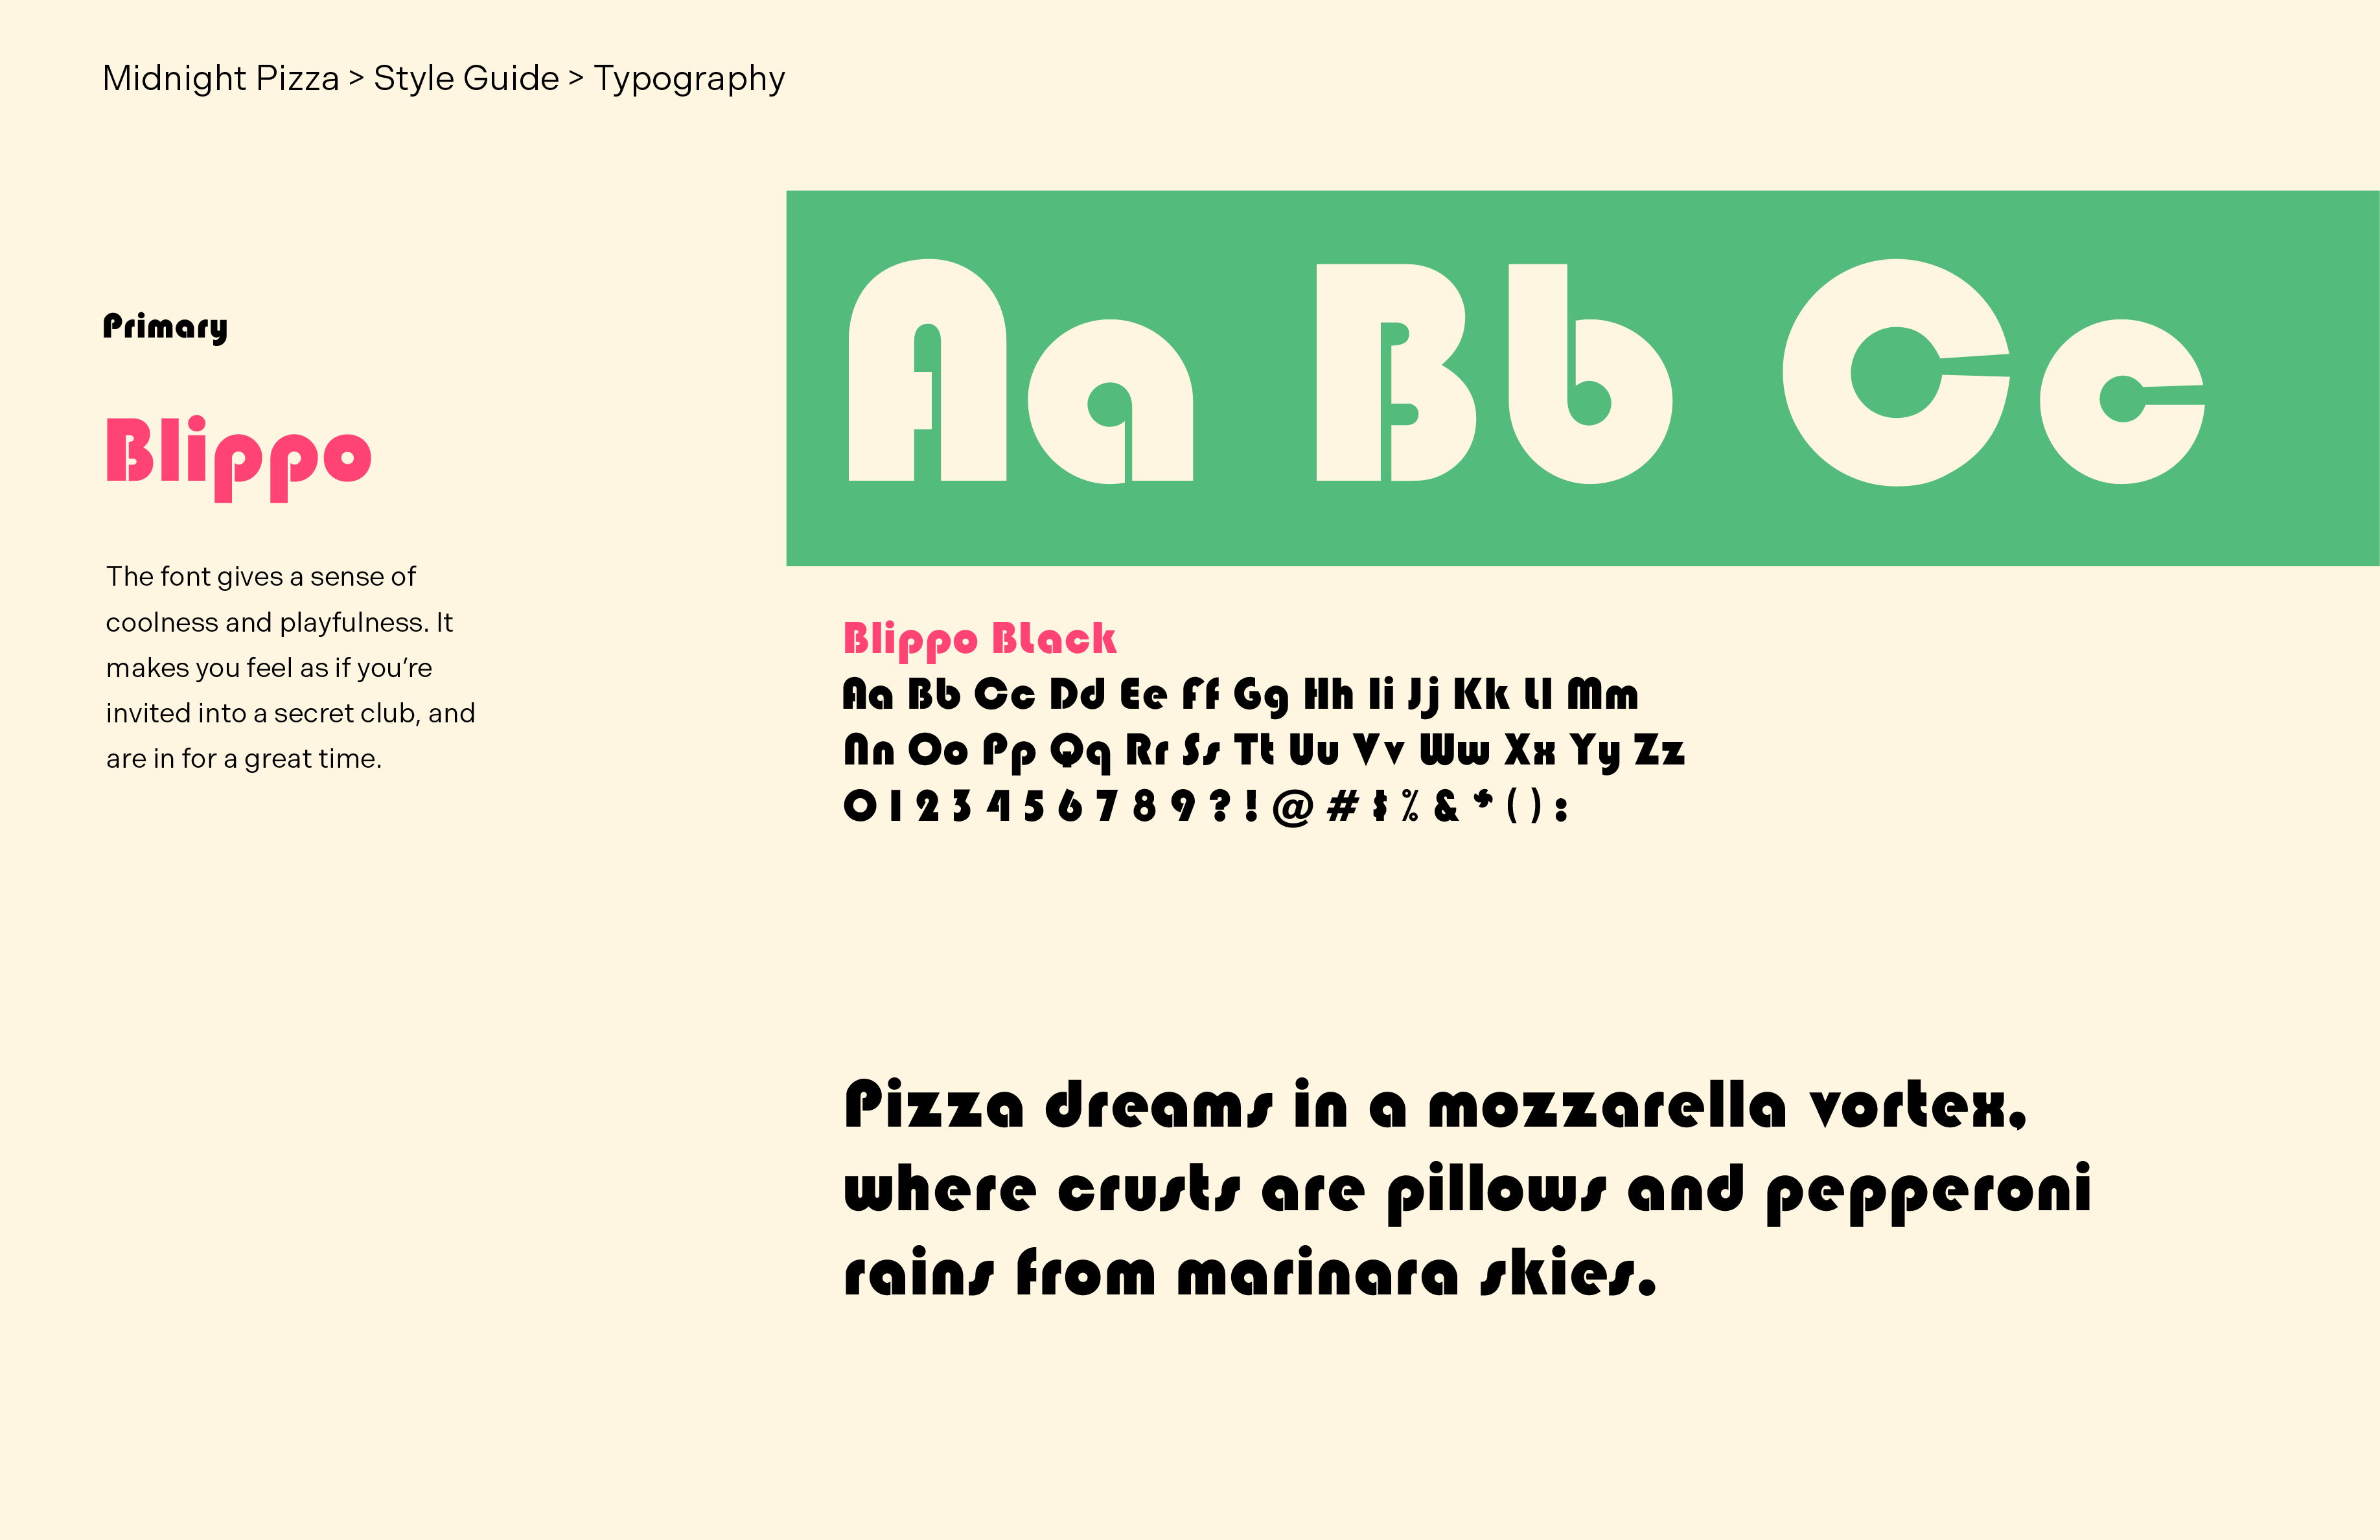 Midnight Pizza > Style Guide > Typography
Primary
Blippo
The font gives a sense of
coolness and playfulness. It
makes you feel as if you’re
invited into a secret club, and
are in for a great time.
Aa Bb Cc
Blippo BLack
Aa Bb Cc Dd Ee Ff Gg Hh Ii Jj Kk Ll Mm
Nn Oo Pp Qq Rr Ss Tt Uu Vv Ww Xx Yy Zz
0 1 2 3 4 5 6 7 8 9 ? ! @ # $ % & * ( ) :
Pizza dreams in a mozzarella vortex,
where crusts are pillows and pepperoni
rains from marinara skies.